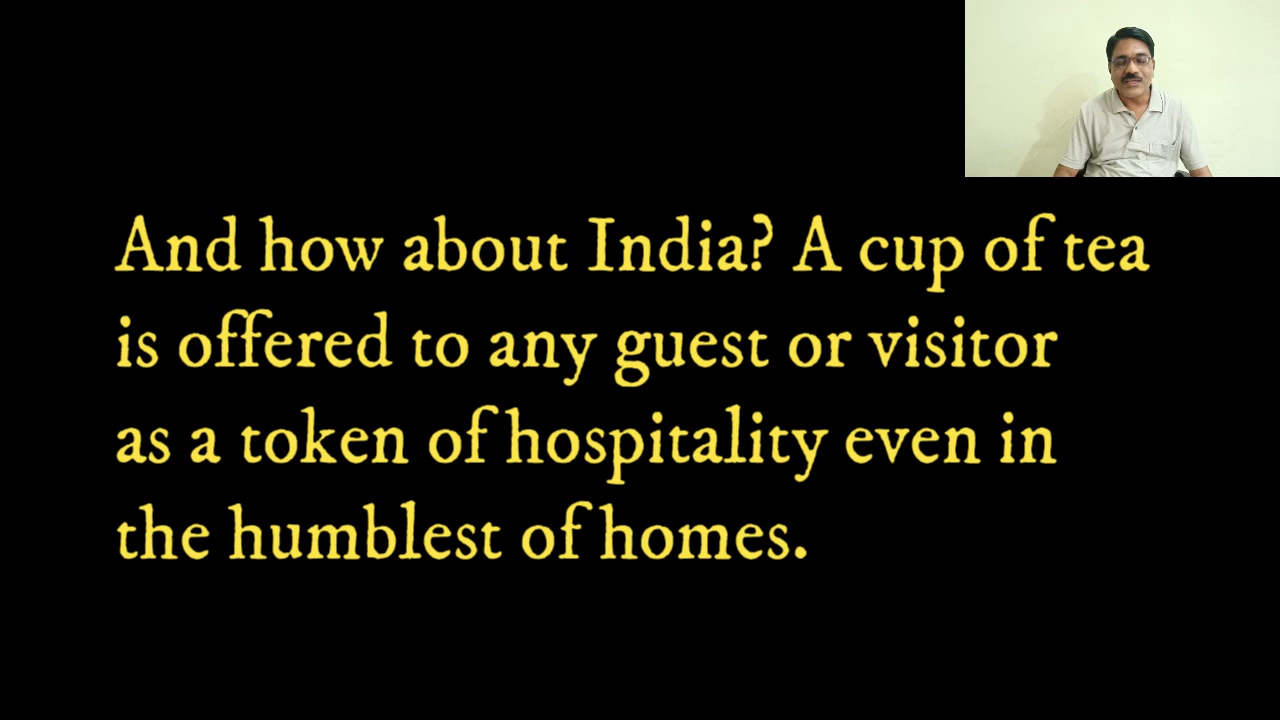 And how about India? A cup of tea
is offered to any guest or visitor
as a token of hospitality even in
the humblest of homes.